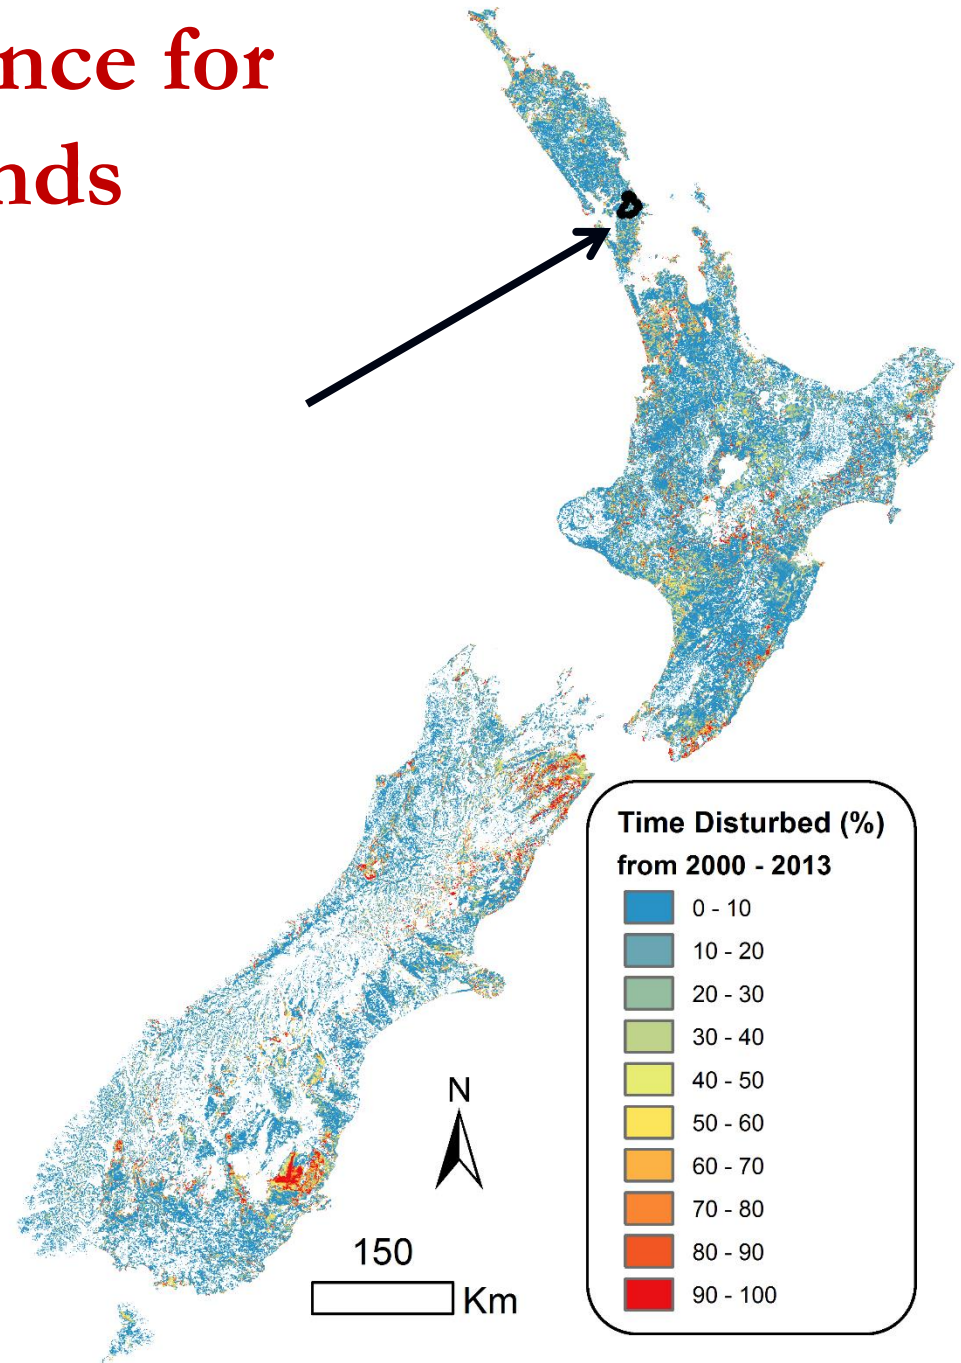 nce for
nds
Time Disturbed (%)
from 2000 - 2013
0 - 10
10 - 20
20 - 30
30 - 40
40 - 50
50 - 60
60 - 70
70 - 80
80 - 90
90 - 100
N
150
Km